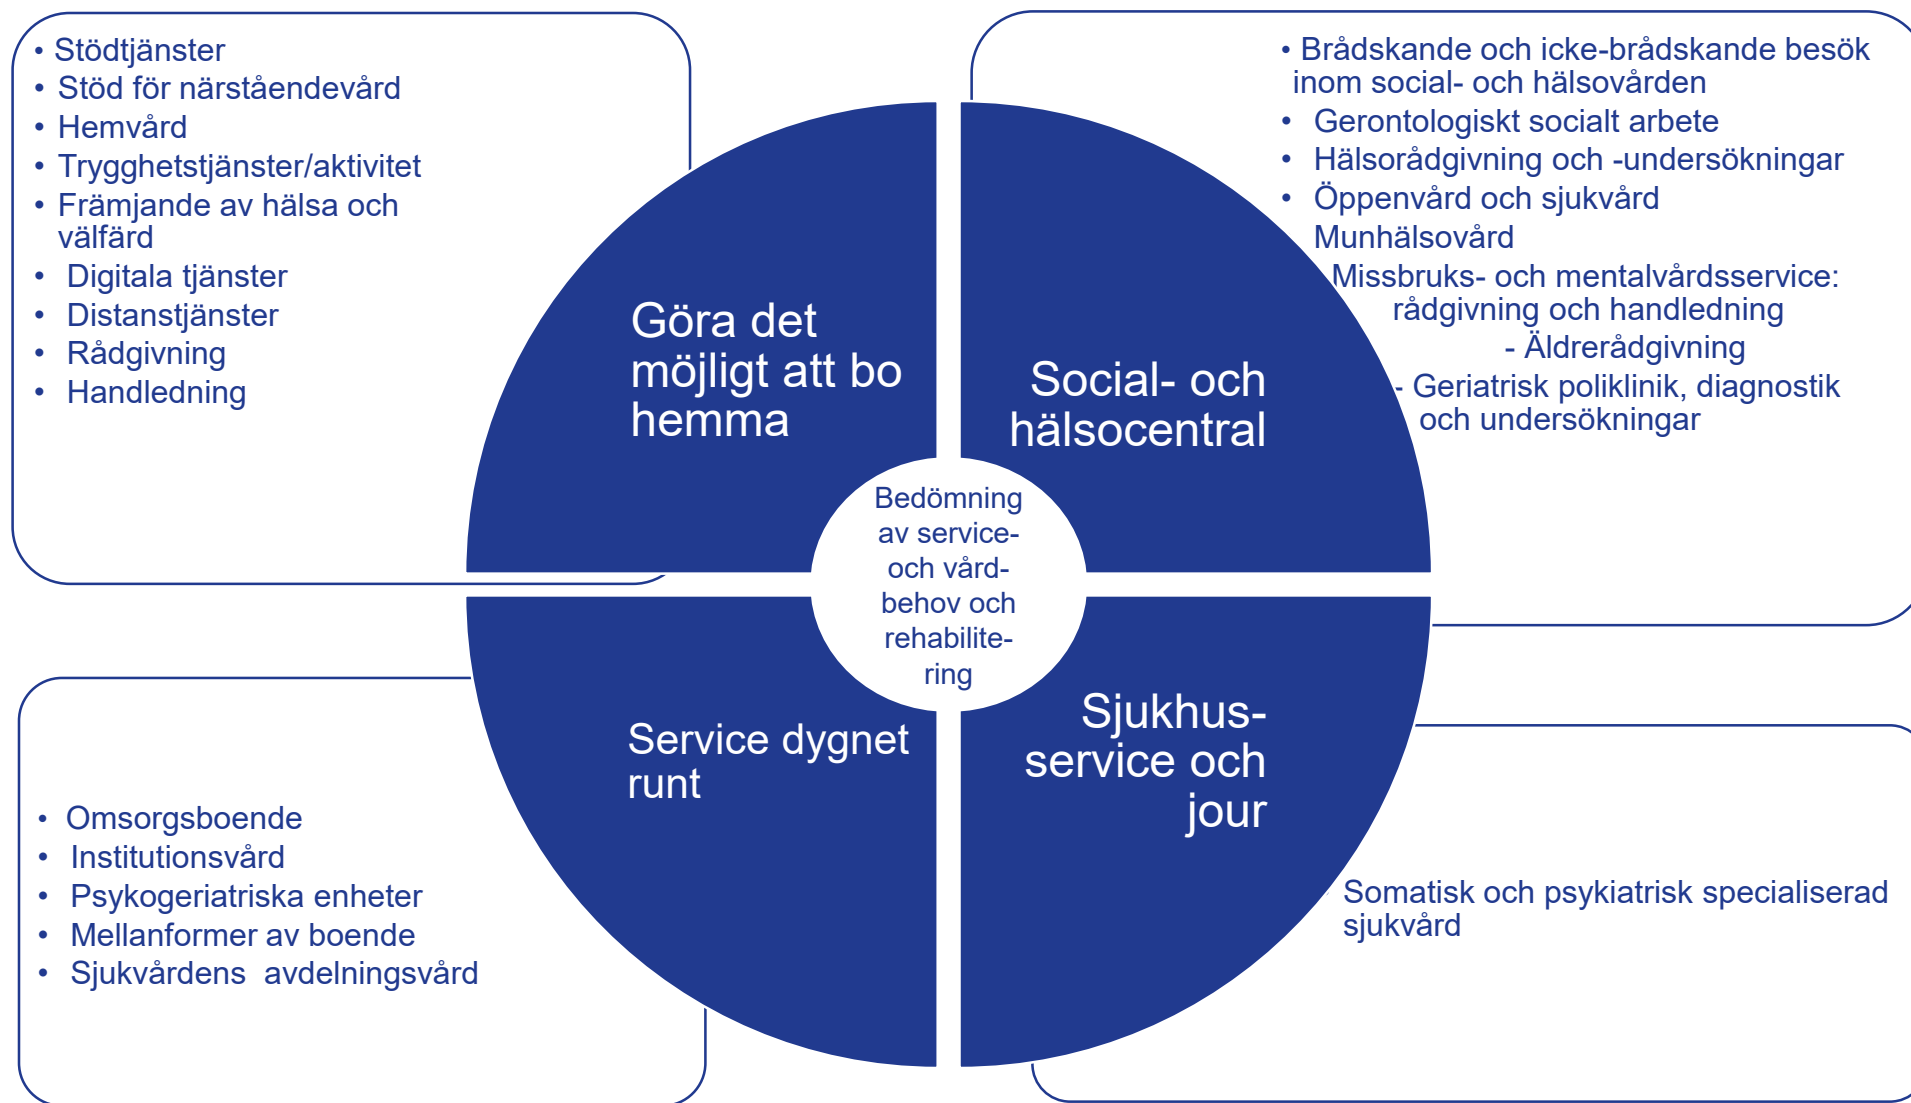 • Stödtjänster
• Stöd för närståendevård
• Hemvård
• Trygghetstjänster/aktivitet
• Främjande av hälsa och
välfärd
• Digitala tjänster
• Distanstjänster
• Rådgivning
• Handledning
• Brådskande och icke-brådskande besök
inom social- och hälsovården
• Gerontologiskt socialt arbete
• Hälsorådgivning och -undersökningar
• Öppenvård och sjukvård
Munhälsovård
Missbruks- och mentalvårdsservice:
rådgivning och handledning
- Äldrerådgivning
- Geriatrisk poliklinik, diagnostik
och undersökningar
Göra det
möjligt att bo
hemma
Social- och
hälsocentral
Bedömning
av service-
och vård-
behov och
rehabilite-
ring
Service dygnet
runt
Sjukhus-
service och
jour
• Omsorgsboende
• Institutionsvård
• Psykogeriatriska enheter
• Mellanformer av boende
• Sjukvårdens avdelningsvård
Somatisk och psykiatrisk specialiserad
sjukvård